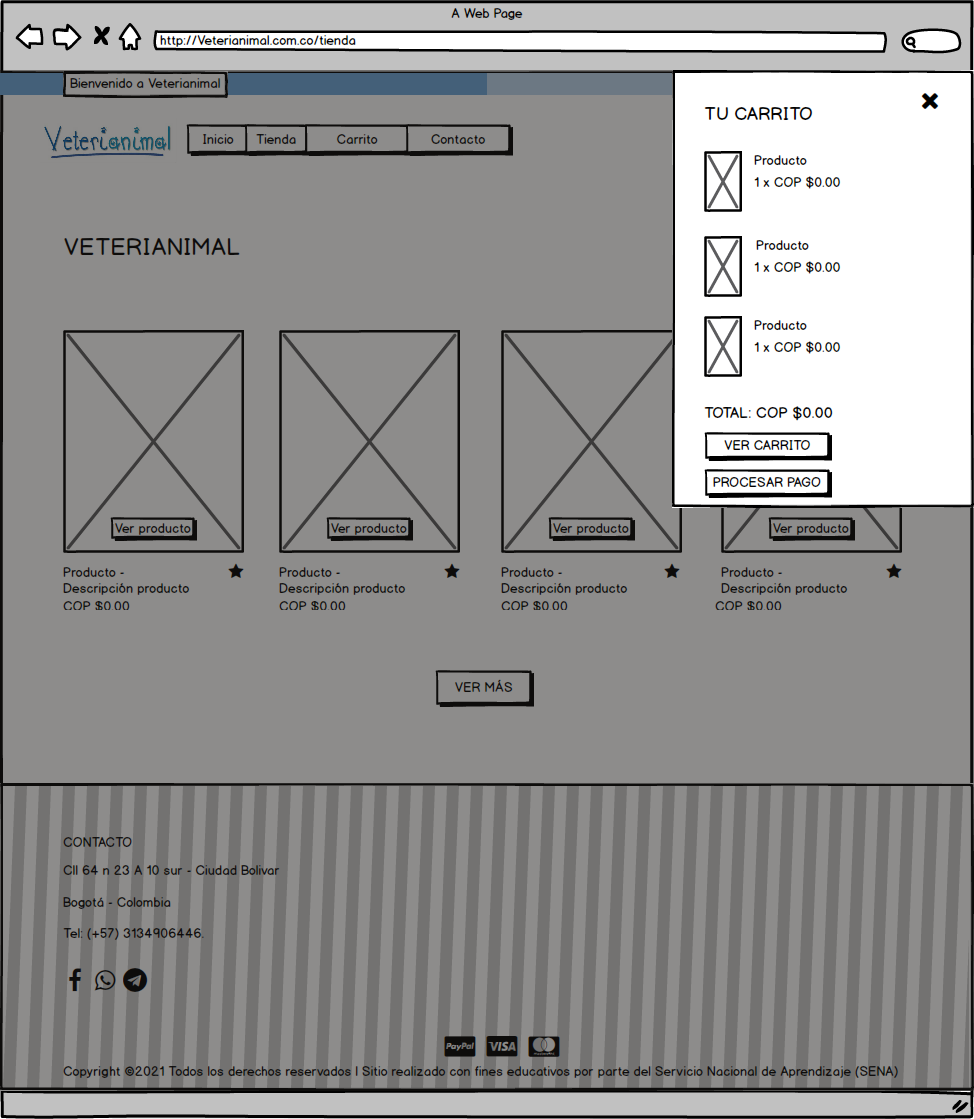 A Web Page
http://Veterianimal.com.co/tienda
Bienvenido a Veterianimal
Veterianimal
Inicio
Tienda
Carrito
Contacto
TU CARRITO
Producto
1 x COP $0.00
Producto
1 x COP $0.00
Producto
1 x COP $0.00
TOTAL: COP $0.00
VER CARRITO
PROCESAR PAGO
VETERIANIMAL
Ver producto
Ver producto
Ver producto
Ver producto
Producto -
Descripción producto
COP $0.00
Producto -
Descripción producto
COP $0.00
Producto -
Descripción producto
COP $0.00
Producto -
Descripción producto
COP $0.00
VER MÁS
CONTACTO
Cll 64 n 23 A 10 sur - Ciudad Bolivar
Bogotá - Colombia
Tel: (+57) 3134906446.
PayPal
VISA
Copyright ©2021 Todos los derechos reservados | Sitio realizado con fines educativos por parte del Servicio Nacional de Aprendizaje (SENA)